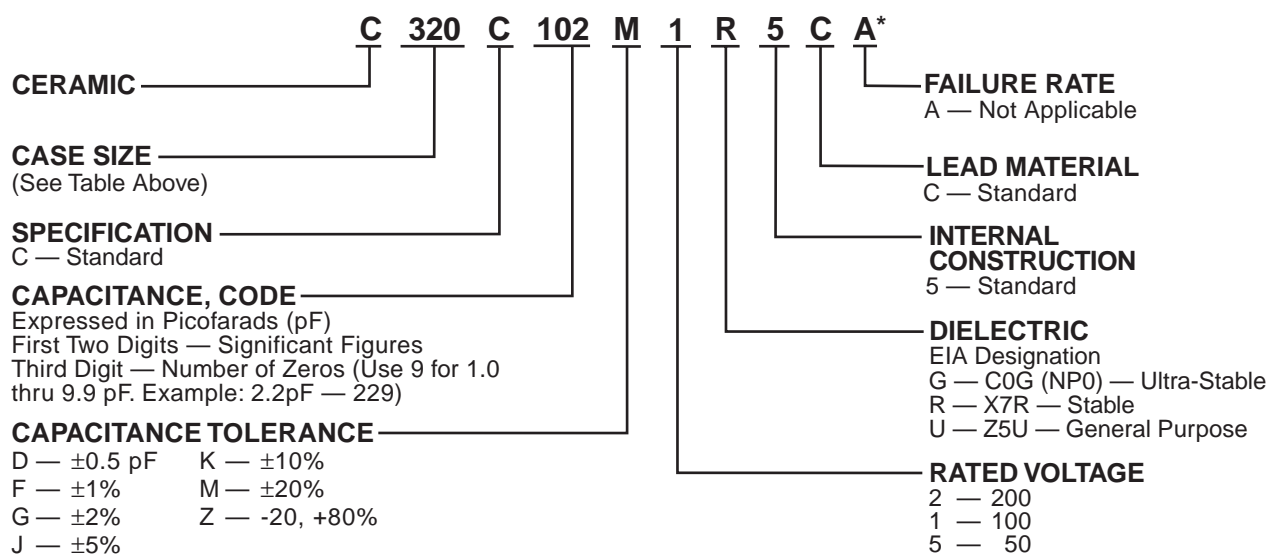 C 320 C 102 M 1 R 5 C A*
CERAMIC
CASE SIZE
(See Table Above)
SPECIFICATION
C — Standard
CAPACITANCE, CODE
Expressed in Picofarads (pF)
First Two Digits — Significant Figures
Third Digit — Number of Zeros (Use 9 for 1.0
thru 9.9 pF. Example: 2.2pF — 229)
CAPACITANCE TOLERANCE
D — ±0.5 pF K — ±10%
F — ±1% M — ±20%
G — ±2% Z — -20, +80%
J — ±5%
FAILURE RATE
A — Not Applicable
LEAD MATERIAL
C — Standard
INTERNAL
CONSTRUCTION
5 — Standard
DIELECTRIC
EIA Designation
G — C0G (NP0) — Ultra-Stable
R — X7R — Stable
U — Z5U — General Purpose
RATED VOLTAGE
2 — 200
1 — 100
5 — 50